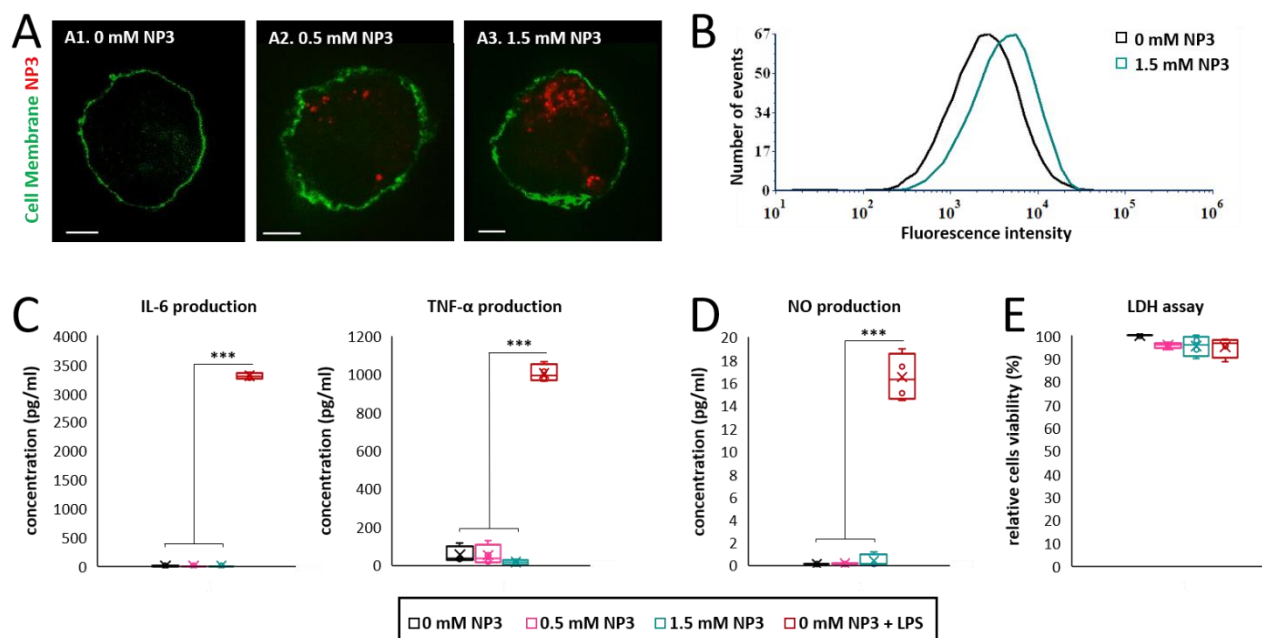 A
Cell Membrane NP3
A1. 0 mM NP3
A2. 0.5 mM NP3
A3. 1.5 mM NP3
B
Number of events
67
50
34
17
0
10¹ 10² 10³ 10⁴ 10⁵ 10⁶
Fluorescence intensity
0 mM NP3
1.5 mM NP3
C
IL-6 production
concentration (pg/ml)
4000
3500
3000
2500
2000
1500
1000
500
0
***
TNF-α production
concentration (pg/ml)
1200
1000
800
600
400
200
0
***
D
NO production
concentration (pg/ml)
20
18
16
14
12
10
8
6
4
2
0
***
E
LDH assay
relative cells viability (%)
100
90
80
70
60
50
40
30
20
10
0
0 mM NP3 0.5 mM NP3 1.5 mM NP3 0 mM NP3 + LPS